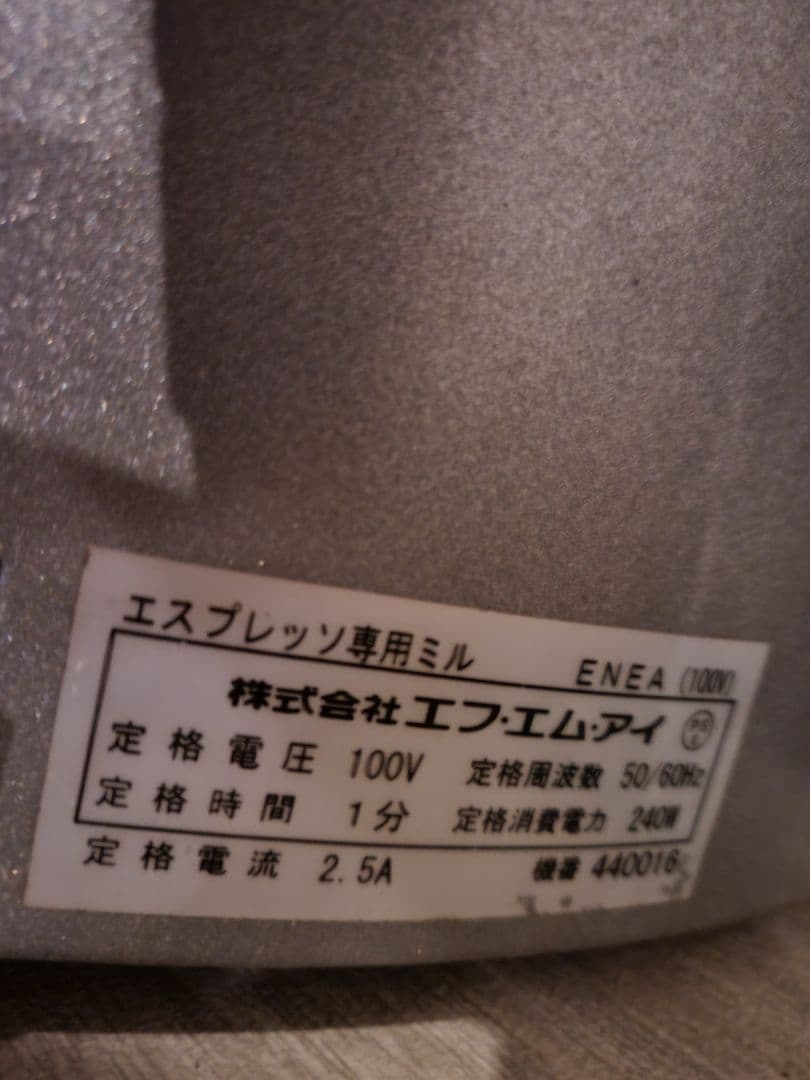 エスプレッソ専用ミル ENEA (100V)
株式会社エフ・エム・アイ
定格電圧 100V 定格周波数 50/60Hz
定格時間 1分 定格消費電力 240W
定格電流 2.5A 機番 440016